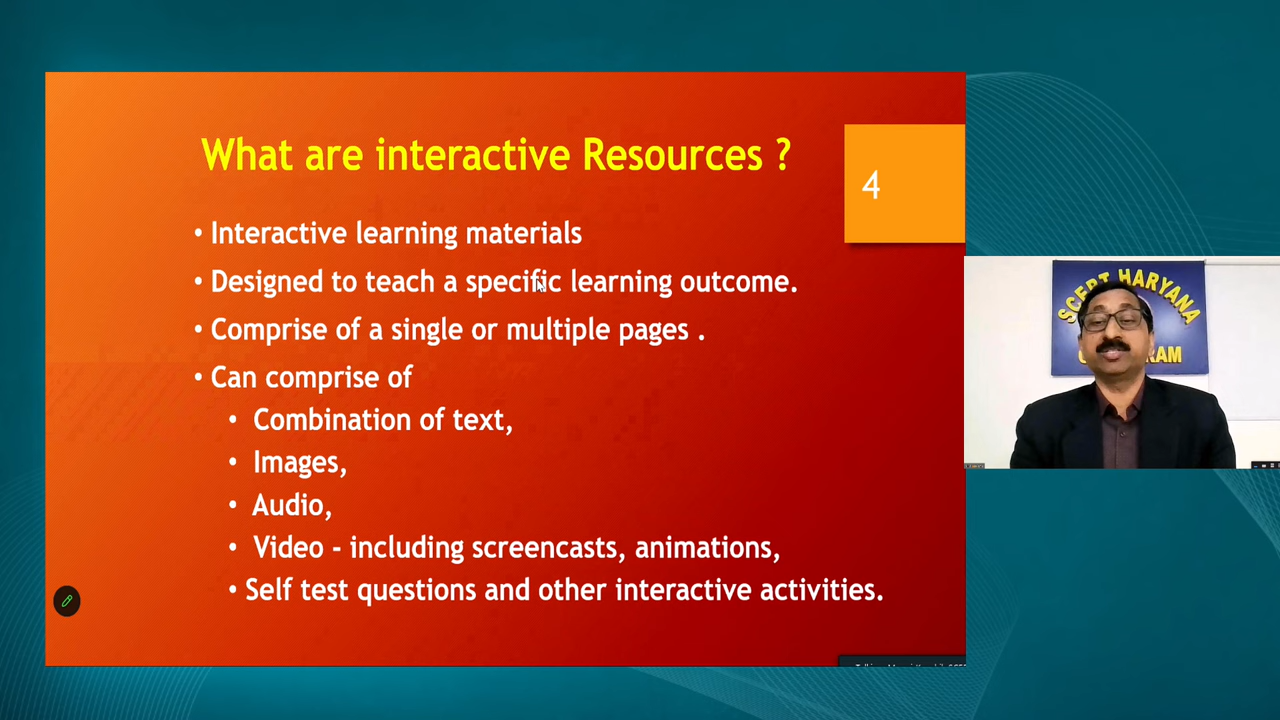 What are interactive Resources ?
4
• Interactive learning materials
• Designed to teach a specific learning outcome.
• Comprise of a single or multiple pages .
• Can comprise of
• Combination of text,
• Images,
• Audio,
• Video - including screencasts, animations,
• Self test questions and other interactive activities.
SCERT HARYANA